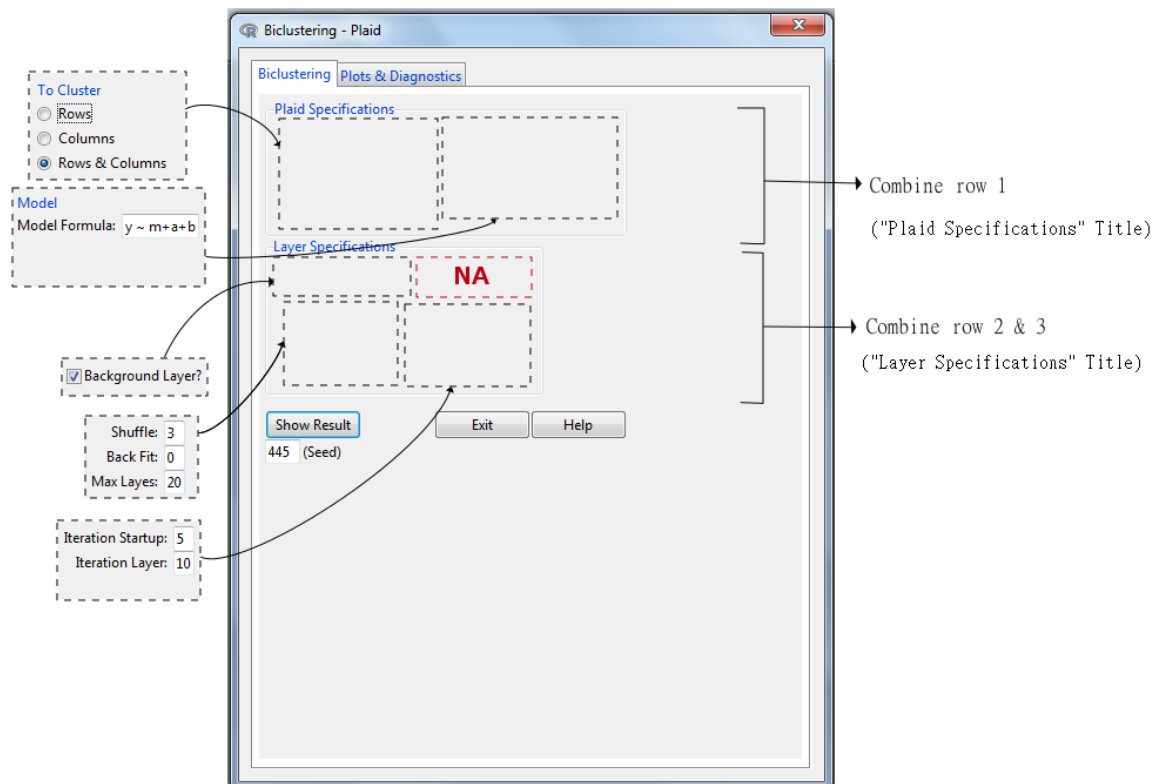 Biclustering - Plaid
Biclustering
Plots & Diagnostics
To Cluster
Rows
Columns
Rows & Columns
Model
Model Formula: y ~ m+a+b
Plaid Specifications
Combine row 1
("Plaid Specifications" Title)
Layer Specifications
NA
Combine row 2 & 3
("Layer Specifications" Title)
Background Layer?
Shuffle: 3
Back Fit: 0
Max Layes: 20
Iteration Startup: 5
Iteration Layer: 10
Show Result
Exit
Help
445 (Seed)